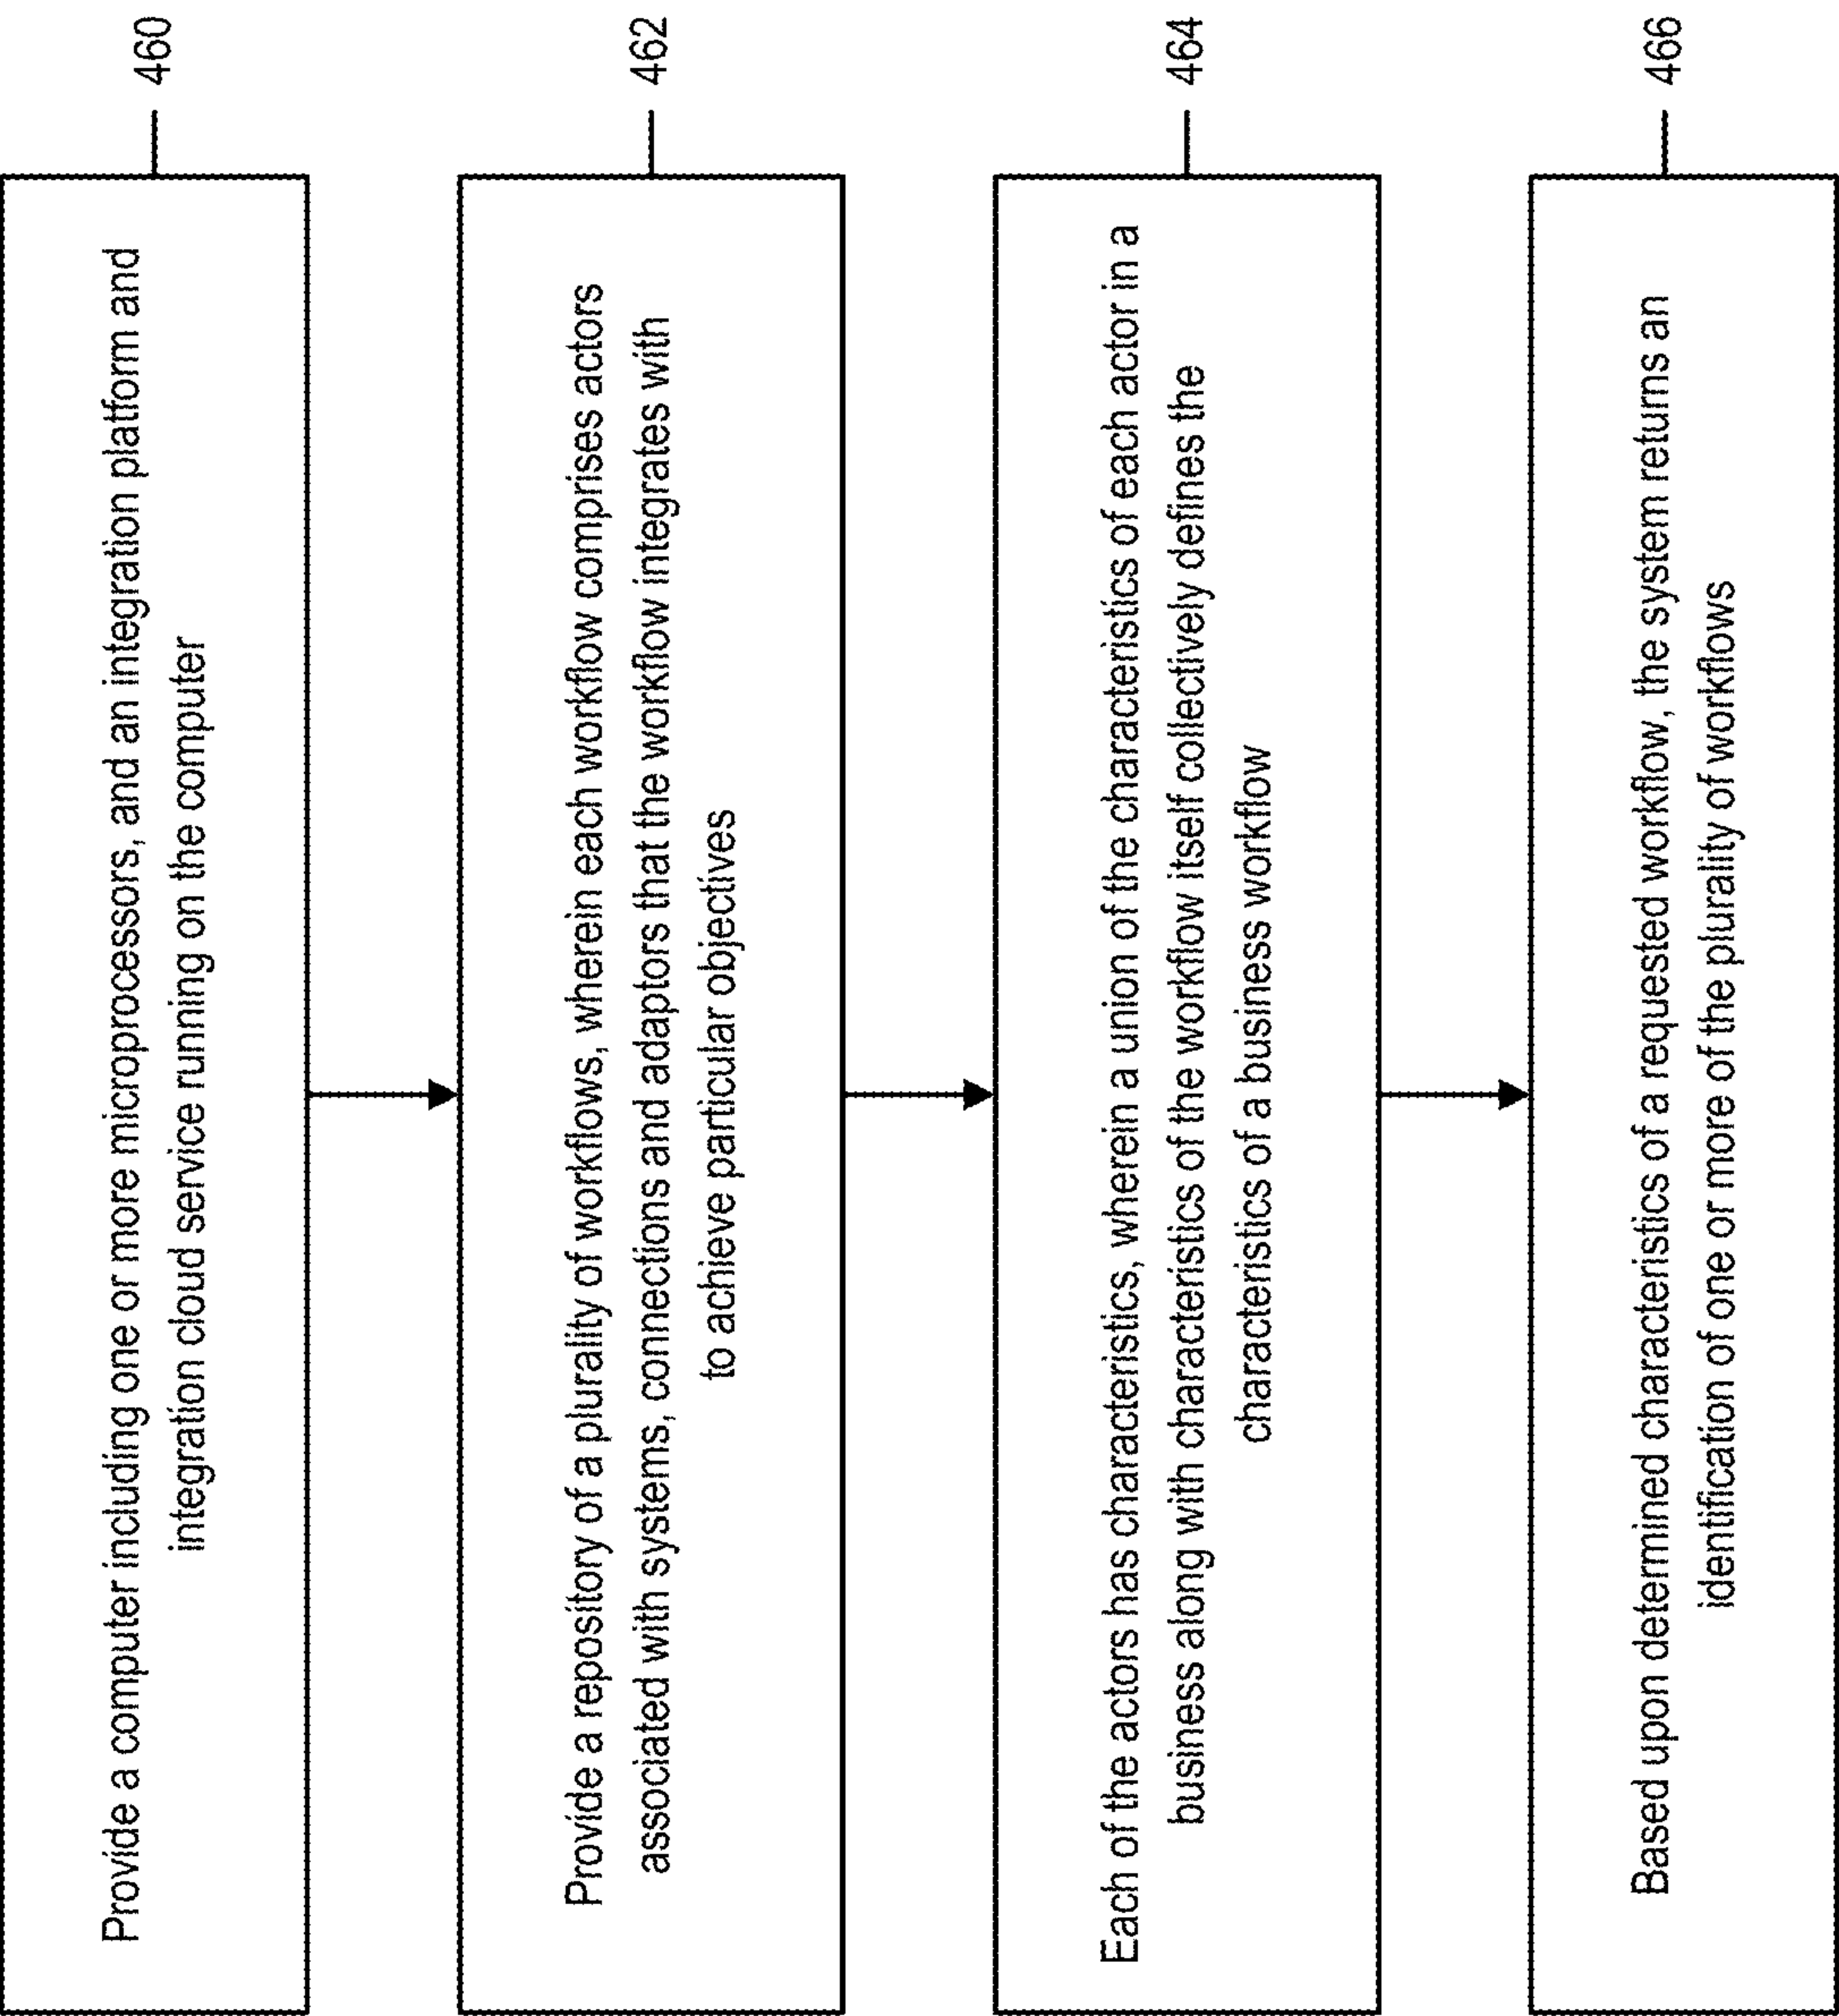 Provide a computer including one or more microprocessors, and an integration platform and
integration cloud service running on the computer
460
Provide a repository of a plurality of workflows, wherein each workflow comprises actors
associated with systems, connections and adaptors that the workflow integrates with
to achieve particular objectives
462
Each of the actors has characteristics, wherein a union of the characteristics of each actor in a
business along with characteristics of the workflow itself collectively defines the
characteristics of a business workflow
464
Based upon determined characteristics of a requested workflow, the system returns an
identification of one or more of the plurality of workflows
466